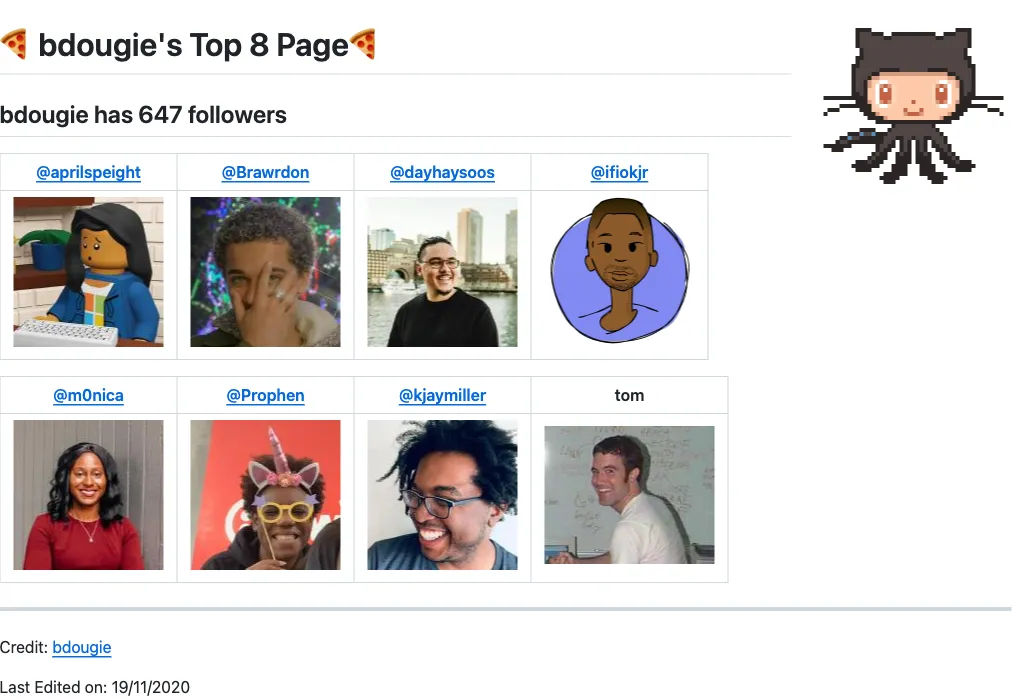 🍕 bdougie's Top 8 Page🍕
bdougie has 647 followers
@aprilspeight @Brawrdon @dayhaysoos @ifiokjr
@m0nica @Prophen @kjaymiller tom
Credit: bdougie
Last Edited on: 19/11/2020